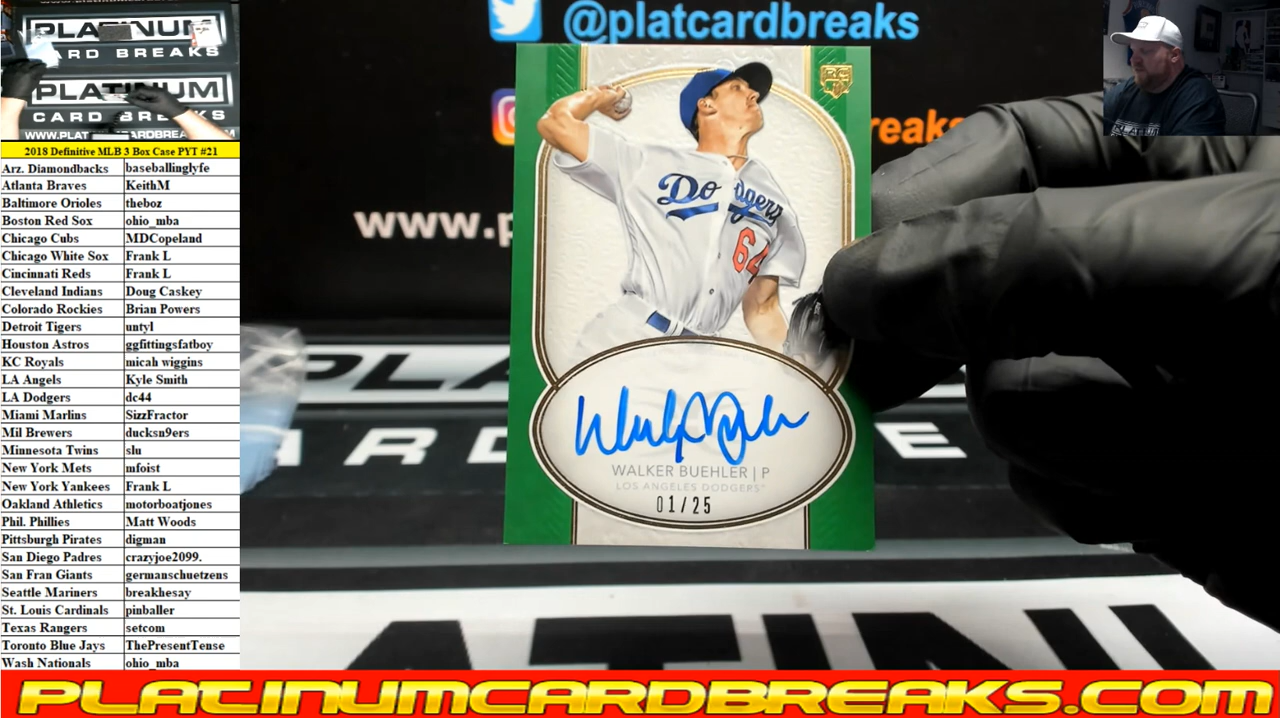 @platcardbreaks
PLATINUM
CARD BREAKS
PLATINUM
CARD BREAKS
2018 Definitive MLB 3 Box Case PYT #21
Arz. Diamondbacks baseballinglyfe
Atlanta Braves KeithM
Baltimore Orioles theboz
Boston Red Sox ohio_mba
Chicago Cubs MDCopeland
Chicago White Sox Frank L
Cincinnati Reds Frank L
Cleveland Indians Doug Caskey
Colorado Rockies Brian Powers
Detroit Tigers untyl
Houston Astros ggfittingsfatboy
KC Royals micah wiggins
LA Angels Kyle Smith
LA Dodgers dc44
Miami Marlins SizzFractor
Mil Brewers ducksn9ers
Minnesota Twins slu
New York Mets mfoist
New York Yankees Frank L
Oakland Athletics motorboatjones
Phil. Phillies Matt Woods
Pittsburgh Pirates digman
San Diego Padres crazyjoe2099.
San Fran Giants germanschuetzens
Seattle Mariners breakhesay
St. Louis Cardinals pinballer
Texas Rangers setcom
Toronto Blue Jays ThePresentTense
Wash Nationals ohio_mba
RC
reaks
www.p
Dodgers
64
WALKER BUEHLER | P
LOS ANGELES DODGERS
01/25
PLATINUMCARDBREAKS.COM